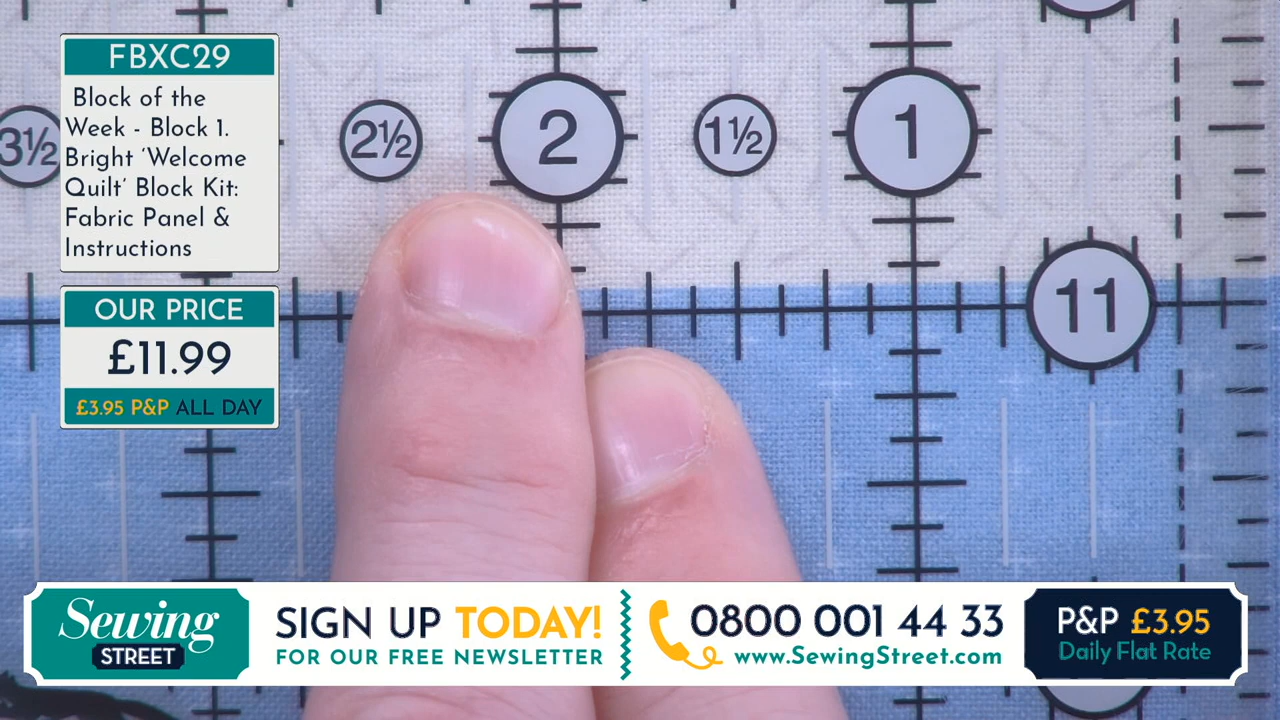 FBXC29
Block of the
Week - Block 1.
Bright ‘Welcome
Quilt’ Block Kit:
Fabric Panel &
Instructions
OUR PRICE
£11.99
£3.95 P&P ALL DAY
3½
2½
2
1½
1
11
Sewing
STREET
SIGN UP TODAY!
FOR OUR FREE NEWSLETTER
0800 001 44 33
www.SewingStreet.com
P&P £3.95
Daily Flat Rate